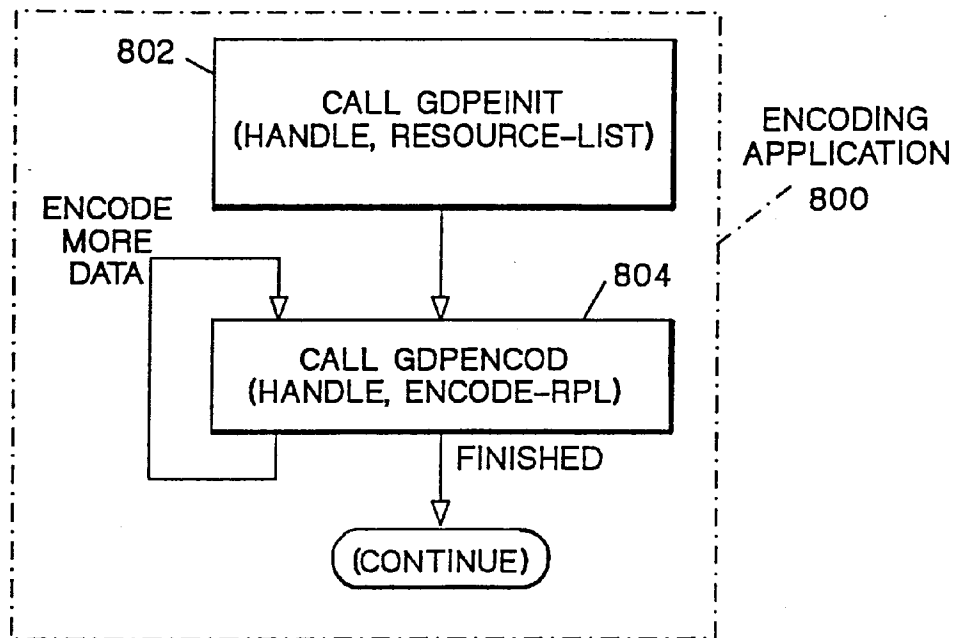 802
CALL GDPEINIT
(HANDLE, RESOURCE-LIST)
ENCODING
APPLICATION
800
ENCODE
MORE
DATA
804
CALL GDPENCOD
(HANDLE, ENCODE-RPL)
FINISHED
(CONTINUE)